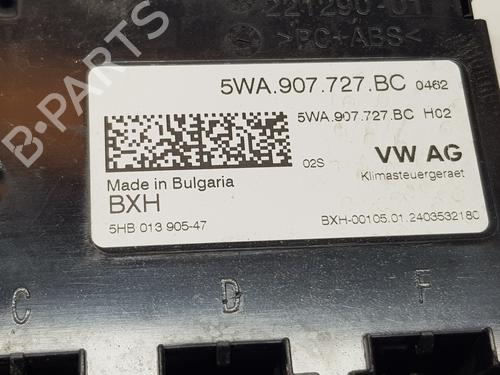 221290-01
>PC+ABS<
5WA.907.727.BC 0462
5WA.907.727.BC H02
02S VW AG
Made in Bulgaria Klimasteuergeraet
BXH
5HB 013 905-47 BXH-00105.01.240353218C
C D F
B-PARTS